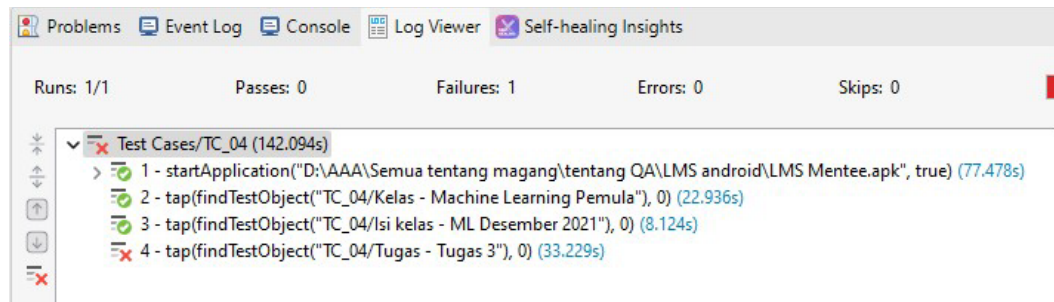 Problems Event Log Console Log Viewer Self-healing Insights
Runs: 1/1 Passes: 0 Failures: 1 Errors: 0 Skips: 0
Test Cases/TC_04 (142.094s)
1 - startApplication("D:\AAA\Semua tentang magang\tentang QA\LMS android\LMS Mentee.apk", true) (77.478s)
2 - tap(findTestObject("TC_04/Kelas - Machine Learning Pemula"), 0) (22.936s)
3 - tap(findTestObject("TC_04/Isi kelas - ML Desember 2021"), 0) (8.124s)
4 - tap(findTestObject("TC_04/Tugas - Tugas 3"), 0) (33.229s)